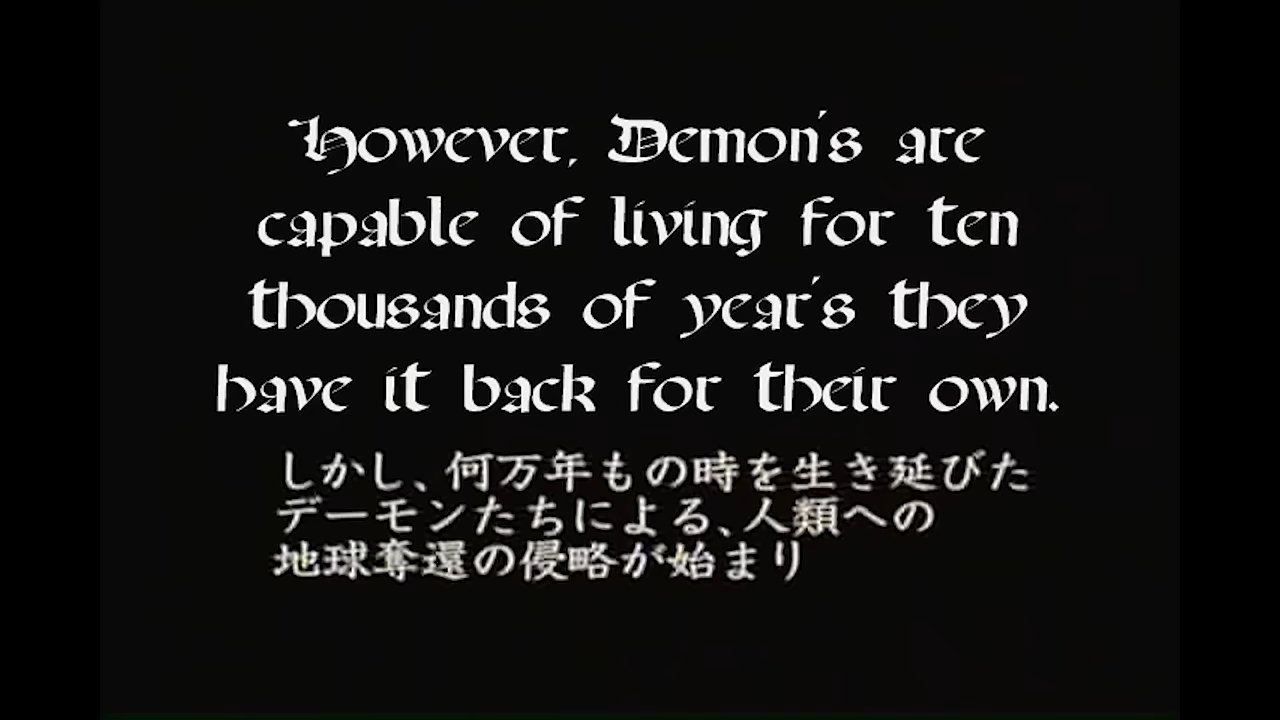 However, Demon's are
capable of living for ten
thousands of year's they
have it back for their own.
しかし、何万年もの時を生き延びた
デーモンたちによる、人類への
地球奪還の侵略が始まり